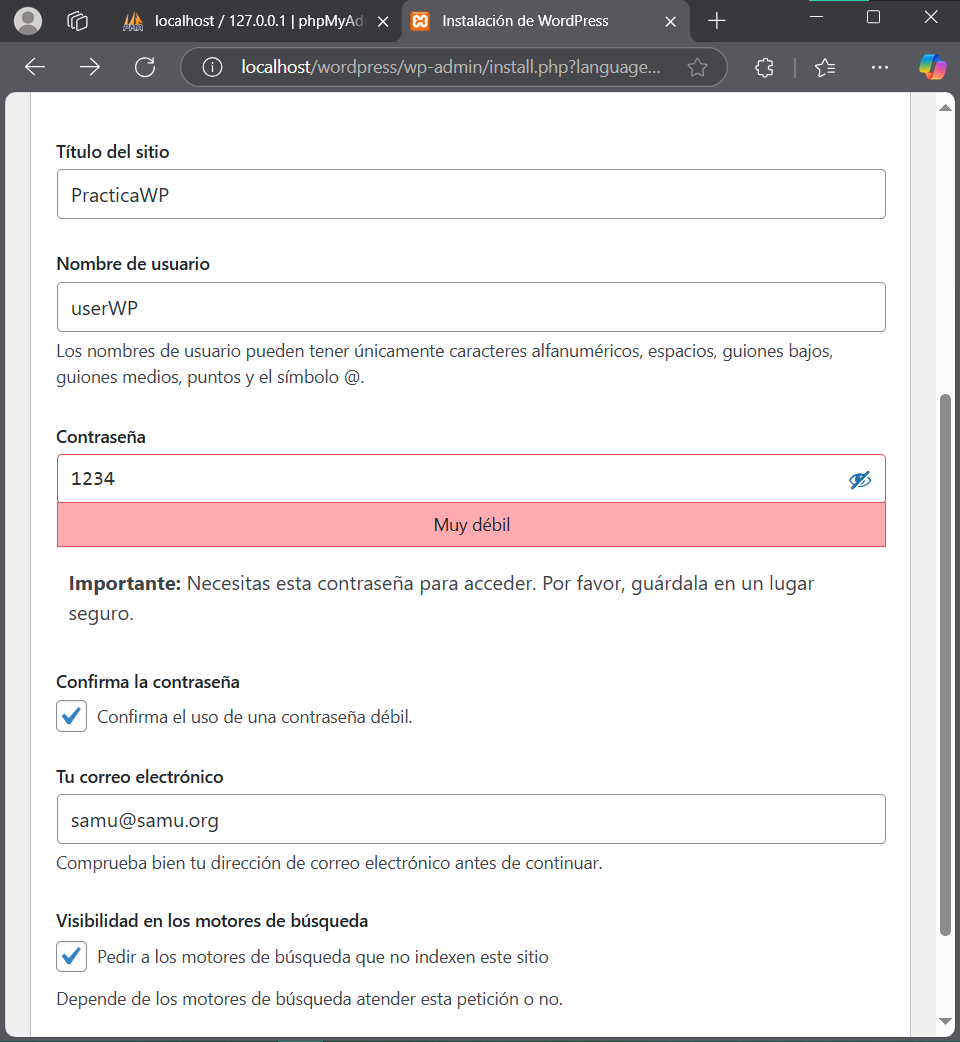 localhost / 127.0.0.1 | phpMyAd
Instalación de WordPress
localhost/wordpress/wp-admin/install.php?language...
Título del sitio
PracticaWP
Nombre de usuario
userWP
Los nombres de usuario pueden tener únicamente caracteres alfanuméricos, espacios, guiones bajos,
guiones medios, puntos y el símbolo @.
Contraseña
1234
Muy débil
Importante: Necesitas esta contraseña para acceder. Por favor, guárdala en un lugar
seguro.
Confirma la contraseña
Confirma el uso de una contraseña débil.
Tu correo electrónico
samu@samu.org
Comprueba bien tu dirección de correo electrónico antes de continuar.
Visibilidad en los motores de búsqueda
Pedir a los motores de búsqueda que no indexen este sitio
Depende de los motores de búsqueda atender esta petición o no.